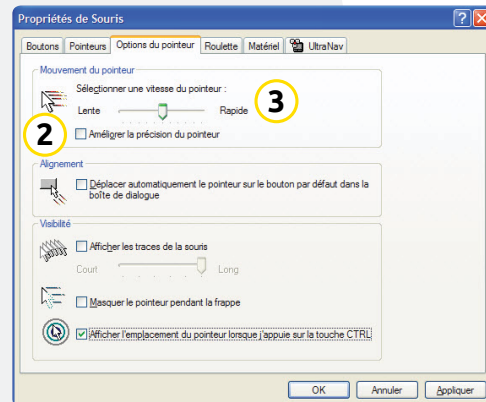 Propriétés de Souris
Boutons Pointeurs Options du pointeur Roulette Matériel UltraNav
Mouvement du pointeur
Sélectionner une vitesse du pointeur :
Lente Rapide
3
2
Améliorer la précision du pointeur
Alignement
Déplacer automatiquement le pointeur sur le bouton par défaut dans la
boîte de dialogue
Visibilité
Afficher les traces de la souris
Court Long
Masquer le pointeur pendant la frappe
Afficher l'emplacement du pointeur lorsque j'appuie sur la touche CTRL
OK Annuler Appliquer